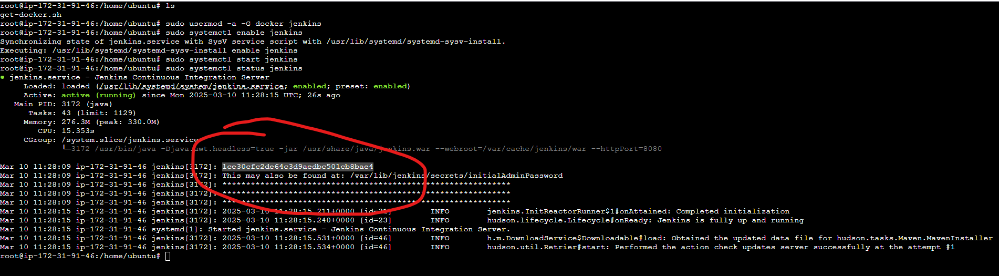 root@ip-172-31-91-46:/home/ubuntu# ls
get-docker.sh
root@ip-172-31-91-46:/home/ubuntu# sudo usermod -a -G docker jenkins
root@ip-172-31-91-46:/home/ubuntu# sudo systemctl enable jenkins
Synchronizing state of jenkins.service with SysV service script with /usr/lib/systemd/systemd-sysv-install.
Executing: /usr/lib/systemd/systemd-sysv-install enable jenkins
root@ip-172-31-91-46:/home/ubuntu# sudo systemctl start jenkins
root@ip-172-31-91-46:/home/ubuntu# sudo systemctl status jenkins
● jenkins.service - Jenkins Continuous Integration Server
Loaded: loaded (/usr/lib/systemd/system/jenkins.service; enabled; preset: enabled)
Active: active (running) since Mon 2025-03-10 11:28:15 UTC; 26s ago
Main PID: 3172 (java)
Tasks: 43 (limit: 1129)
Memory: 276.3M (peak: 330.0M)
CPU: 15.353s
CGroup: /system.slice/jenkins.service
└─3172 /usr/bin/java -Djava.awt.headless=true -jar /usr/share/java/jenkins.war --webroot=/var/cache/jenkins/war --httpPort=8080
Mar 10 11:28:09 ip-172-31-91-46 jenkins[3172]: 1ce30cfc2de64c3d9aedbc501cb8bae4
Mar 10 11:28:09 ip-172-31-91-46 jenkins[3172]: This may also be found at: /var/lib/jenkins/secrets/initialAdminPassword
Mar 10 11:28:09 ip-172-31-91-46 jenkins[3172]: *************************************************************
Mar 10 11:28:09 ip-172-31-91-46 jenkins[3172]: *************************************************************
Mar 10 11:28:09 ip-172-31-91-46 jenkins[3172]: *************************************************************
Mar 10 11:28:15 ip-172-31-91-46 jenkins[3172]: 2025-03-10 11:28:15.211+0000 [id=31] INFO jenkins.InitReactorRunner$1#onAttained: Completed initialization
Mar 10 11:28:15 ip-172-31-91-46 jenkins[3172]: 2025-03-10 11:28:15.240+0000 [id=23] INFO hudson.lifecycle.Lifecycle#onReady: Jenkins is fully up and running
Mar 10 11:28:15 ip-172-31-91-46 systemd[1]: Started jenkins.service - Jenkins Continuous Integration Server.
Mar 10 11:28:15 ip-172-31-91-46 jenkins[3172]: 2025-03-10 11:28:15.531+0000 [id=46] INFO h.m.DownloadService$Downloadable#load: Obtained the updated data file for hudson.tasks.Maven.MavenInstaller
Mar 10 11:28:15 ip-172-31-91-46 jenkins[3172]: 2025-03-10 11:28:15.534+0000 [id=46] INFO hudson.util.Retrier#start: Performed the action check updates server successfully at the attempt #1
root@ip-172-31-91-46:/home/ubuntu#